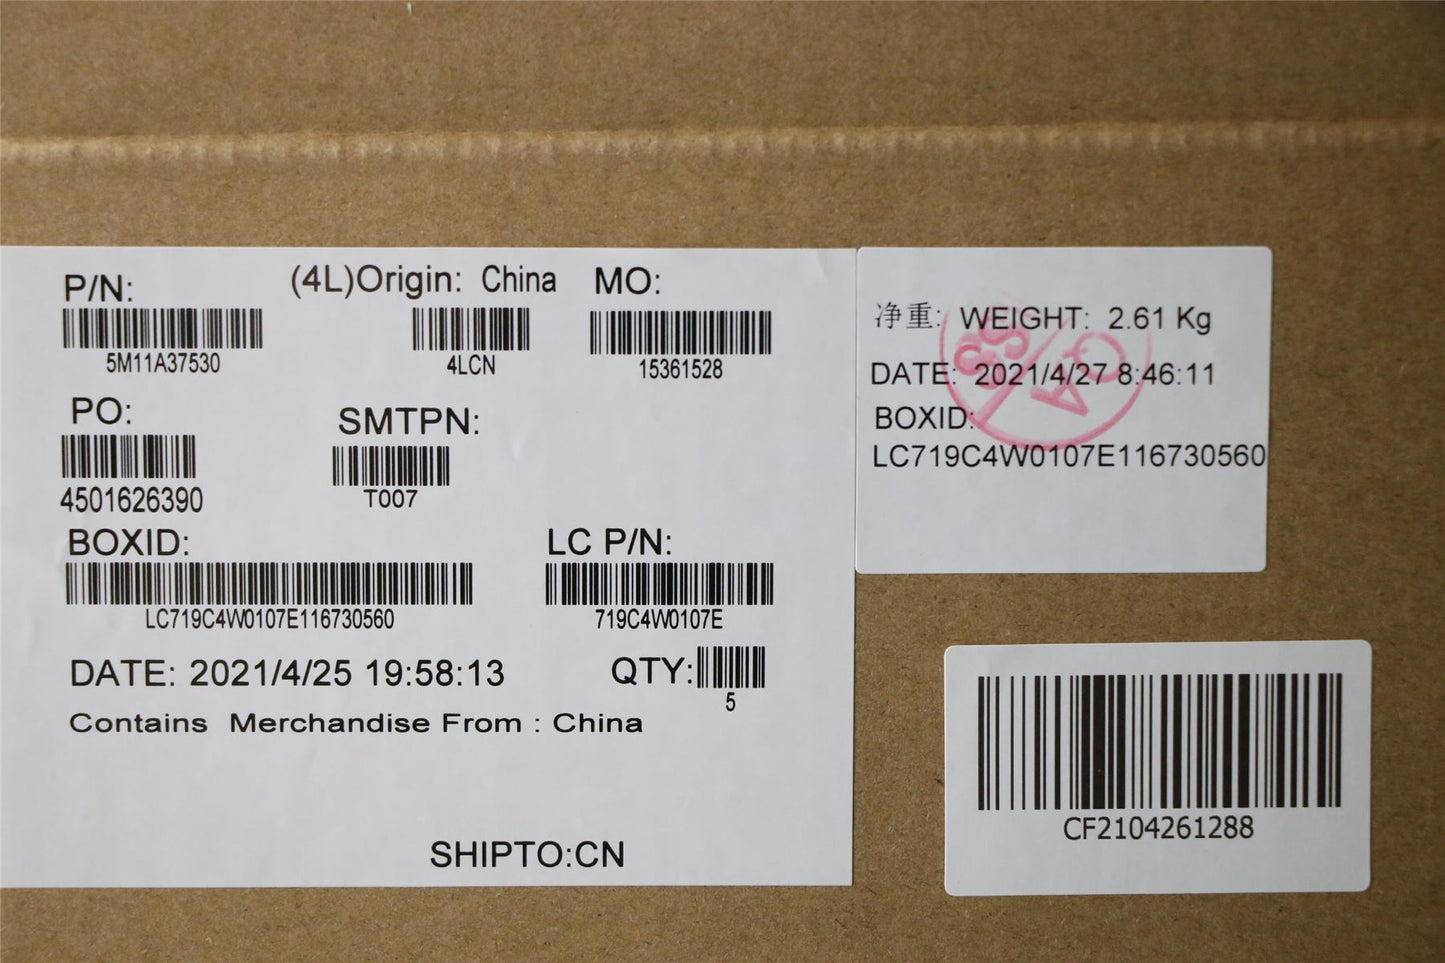 P/N:
5M11A37530
(4L)Origin: China
4LCN
MO:
15361528
PO:
4501626390
SMTPN:
T007
BOXID:
LC719C4W0107E116730560
LC P/N:
719C4W0107E
DATE: 2021/4/25 19:58:13
QTY:
5
Contains Merchandise From : China
SHIPTO:CN
净重: WEIGHT: 2.61 Kg
DATE: 2021/4/27 8:46:11
BOXID:
LC719C4W0107E116730560
QA
CF2104261288